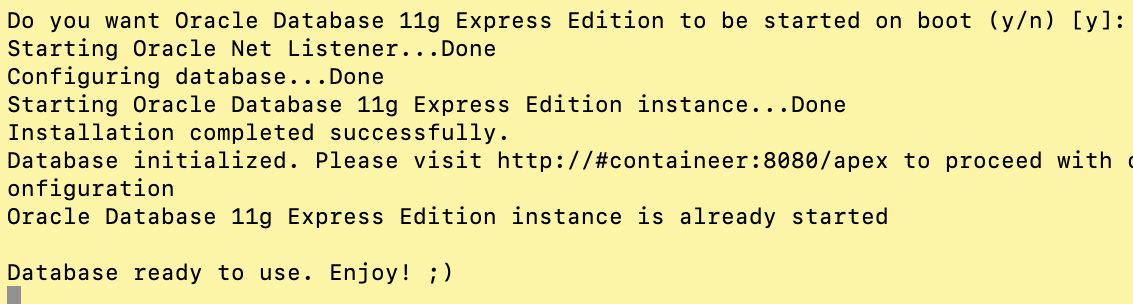 Do you want Oracle Database 11g Express Edition to be started on boot (y/n) [y]:
Starting Oracle Net Listener...Done
Configuring database...Done
Starting Oracle Database 11g Express Edition instance...Done
Installation completed successfully.
Database initialized. Please visit http://#containeer:8080/apex to proceed with c
onfiguration
Oracle Database 11g Express Edition instance is already started
Database ready to use. Enjoy! ;)